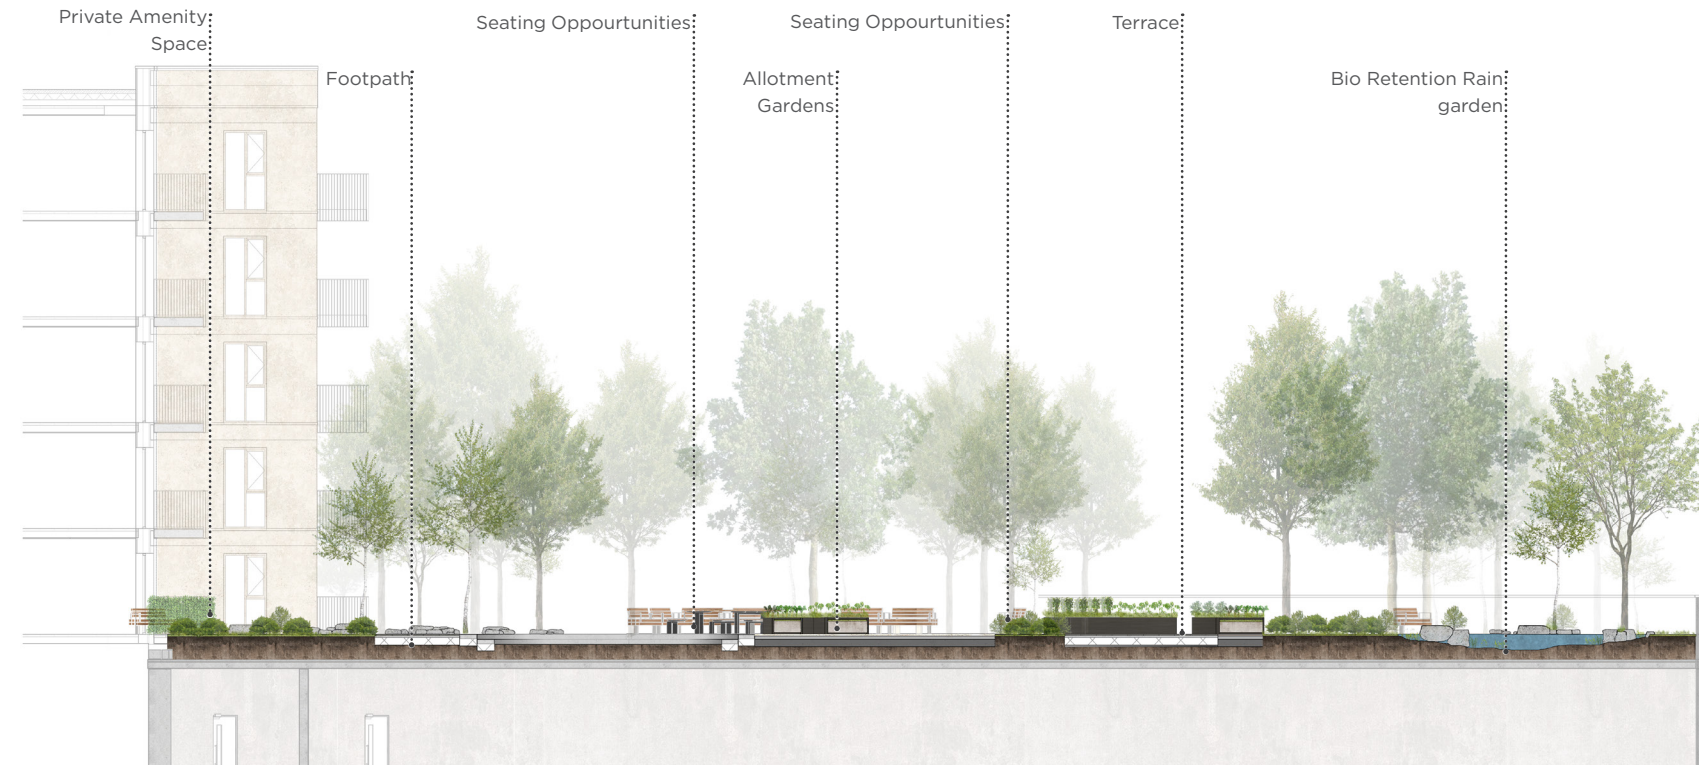 Private Amenity
Space
Footpath
Seating Oppourtunities
Allotment
Gardens
Seating Oppourtunities
Terrace
Bio Retention Rain
garden